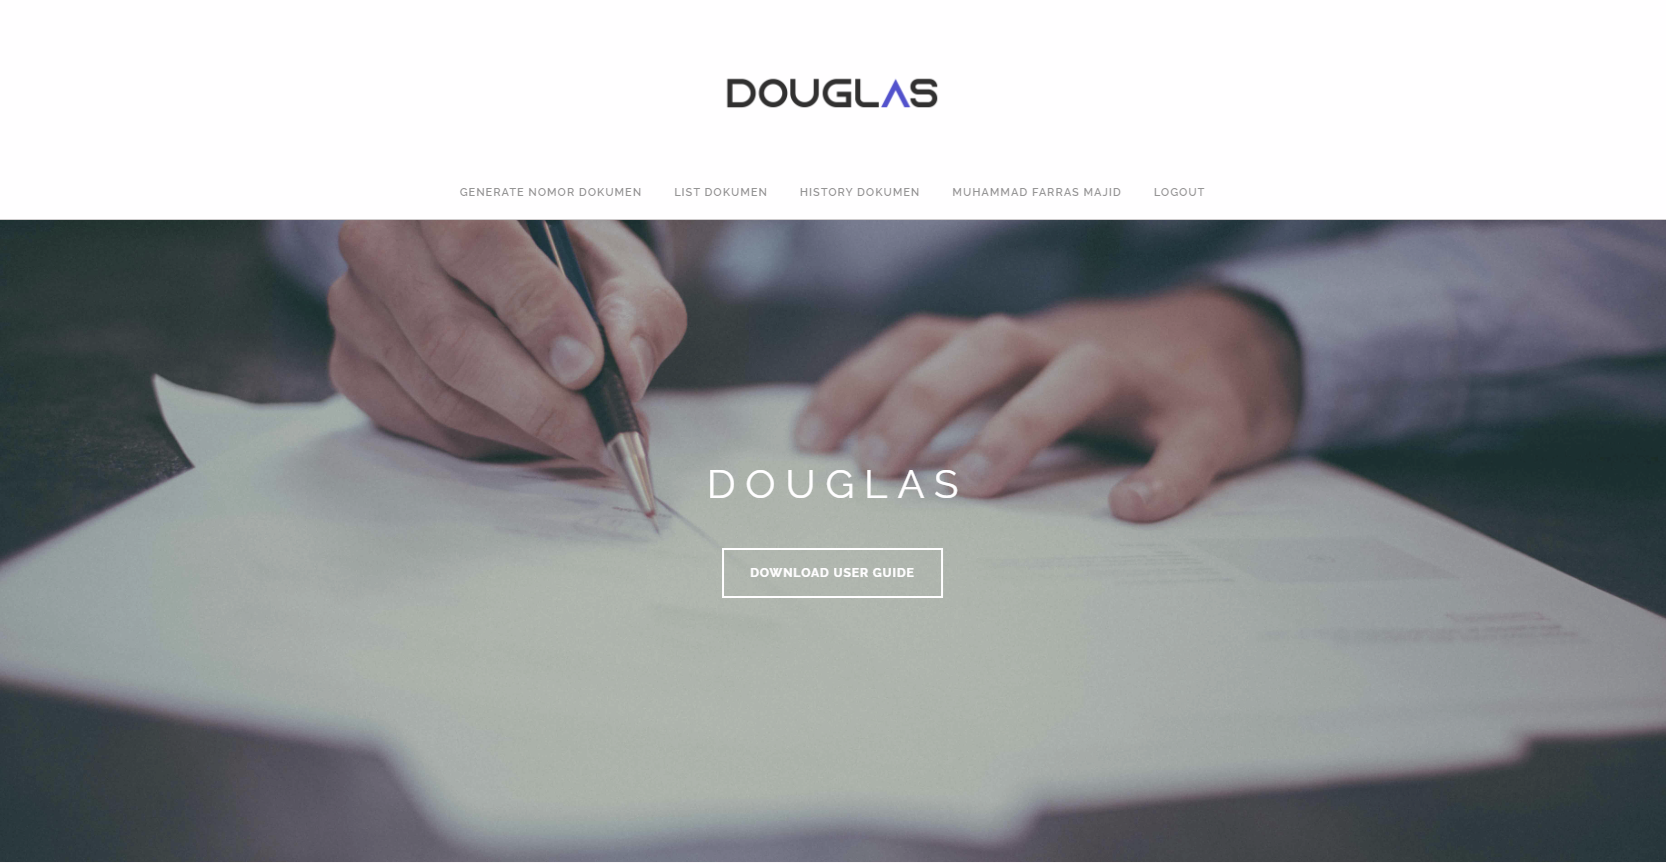 DOUGLAS
GENERATE NOMOR DOKUMEN LIST DOKUMEN HISTORY DOKUMEN MUHAMMAD FARRAS MAJID LOGOUT
DOUGLAS
DOWNLOAD USER GUIDE